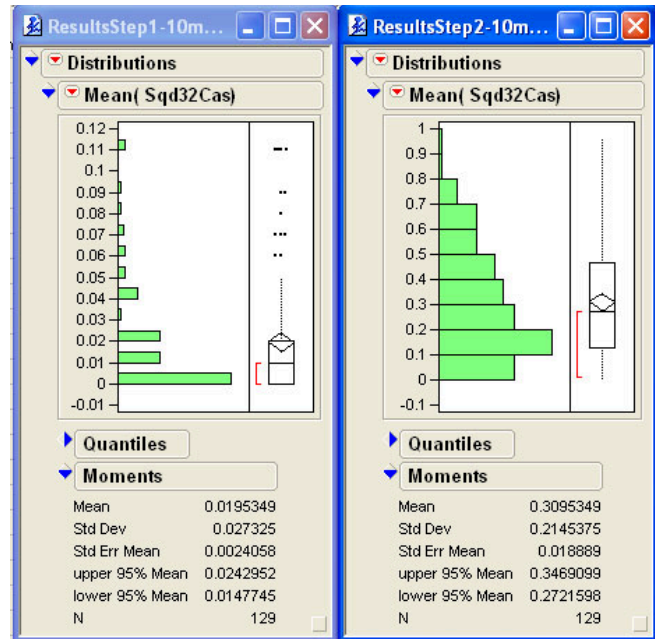 ResultsStep1-10m...
Distributions
Mean( Sqd32Cas)
0.12
0.11
0.1
0.09
0.08
0.07
0.06
0.05
0.04
0.03
0.02
0.01
0
-0.01
Quantiles
Moments
Mean 0.0195349
Std Dev 0.027325
Std Err Mean 0.0024058
upper 95% Mean 0.0242952
lower 95% Mean 0.0147745
N 129
ResultsStep2-10m...
Distributions
Mean( Sqd32Cas)
1
0.9
0.8
0.7
0.6
0.5
0.4
0.3
0.2
0.1
0
-0.1
Quantiles
Moments
Mean 0.3095349
Std Dev 0.2145375
Std Err Mean 0.018889
upper 95% Mean 0.3469099
lower 95% Mean 0.2721598
N 129